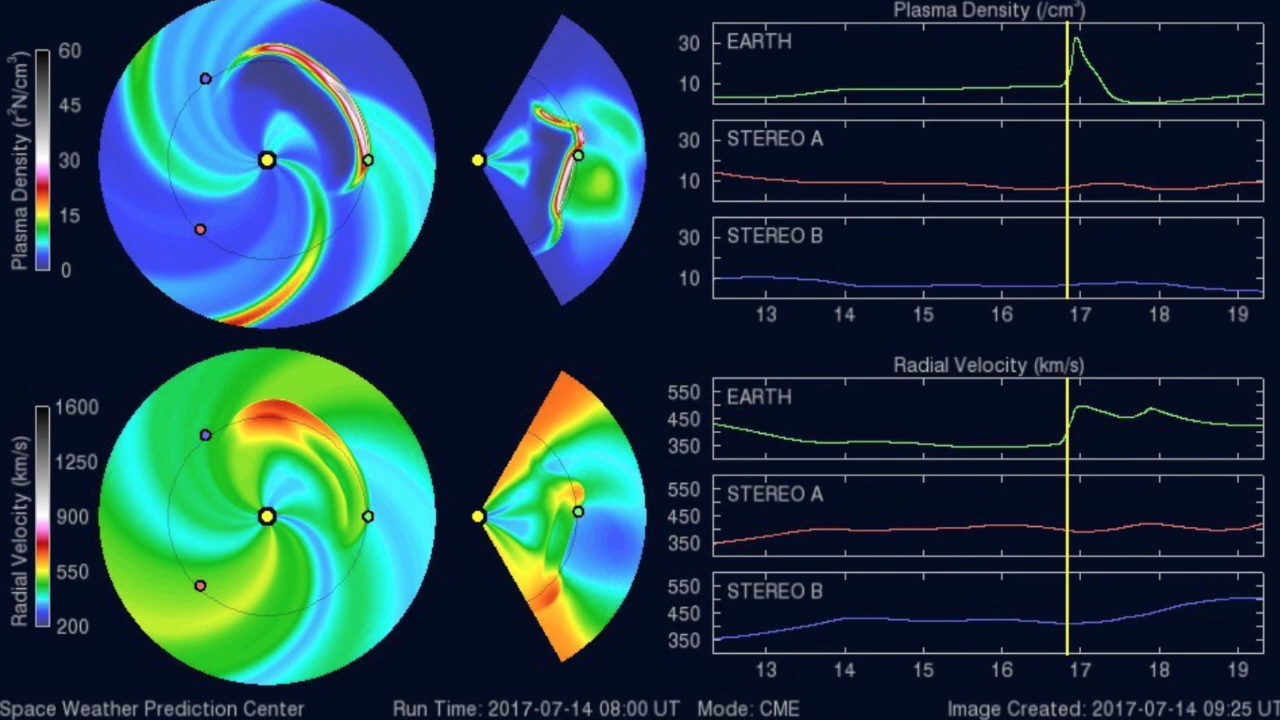 Plasma Density (/cm³)
Plasma Density (r²N/cm³)
60
45
30
15
0
EARTH
30
10
STEREO A
30
10
STEREO B
30
10
13 14 15 16 17 18 19
Radial Velocity (km/s)
Radial Velocity (km/s)
1600
1250
900
550
200
EARTH
550
450
350
STEREO A
550
450
350
STEREO B
550
450
350
13 14 15 16 17 18 19
Space Weather Prediction Center Run Time: 2017-07-14 08:00 UT Mode: CME Image Created: 2017-07-14 09:25 UT